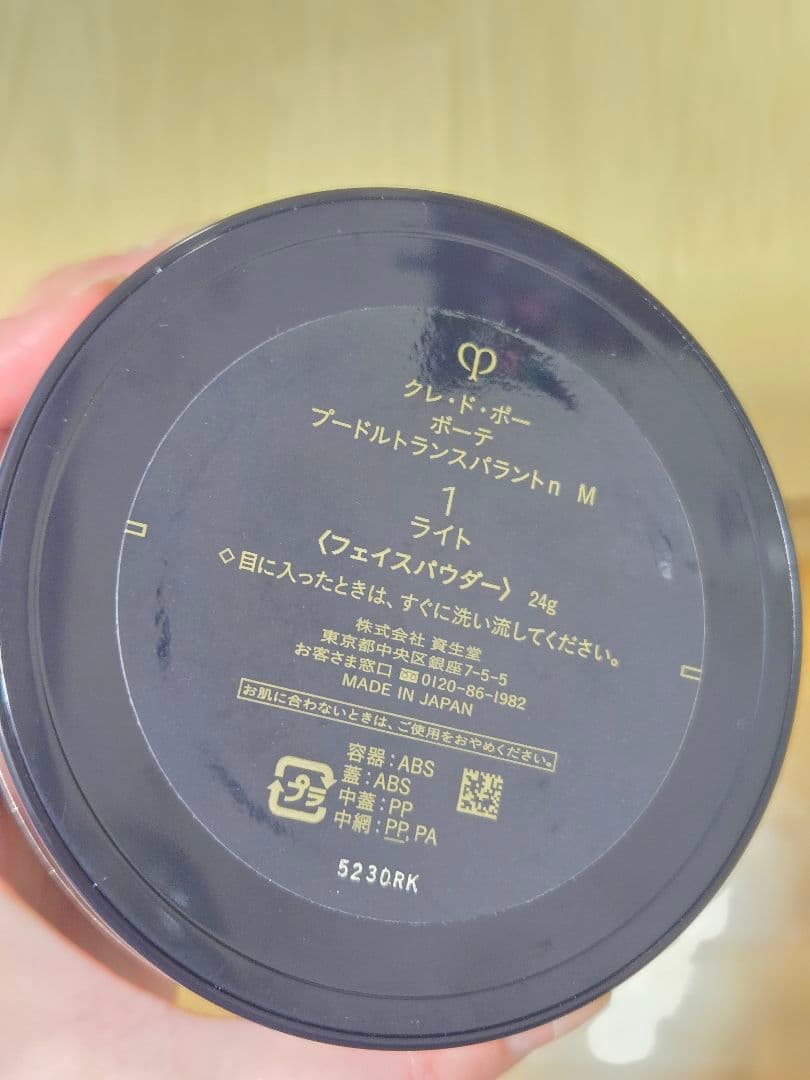 クレ・ド・ポー
ボーテ
プードルトランスパラントn M
1
ライト
〈フェイスパウダー〉 24g
◇目に入ったときは、すぐに洗い流してください。
株式会社 資生堂
東京都中央区銀座7-5-5
お客さま窓口 0120-86-1982
MADE IN JAPAN
お肌に合わないときは、ご使用をおやめください。
プラ
容器:ABS
蓋:ABS
中蓋:PP
中網:PP,PA
5230RK